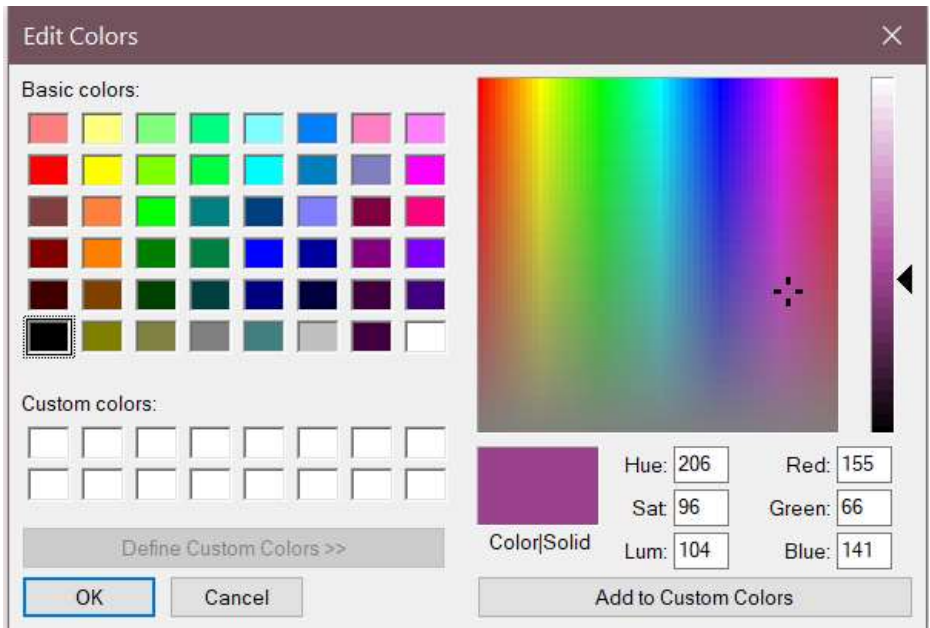 Edit Colors
Basic colors:
Custom colors:
Define Custom Colors >>
OK Cancel
Color|Solid
Hue: 206 Red: 155
Sat: 96 Green: 66
Lum: 104 Blue: 141
Add to Custom Colors